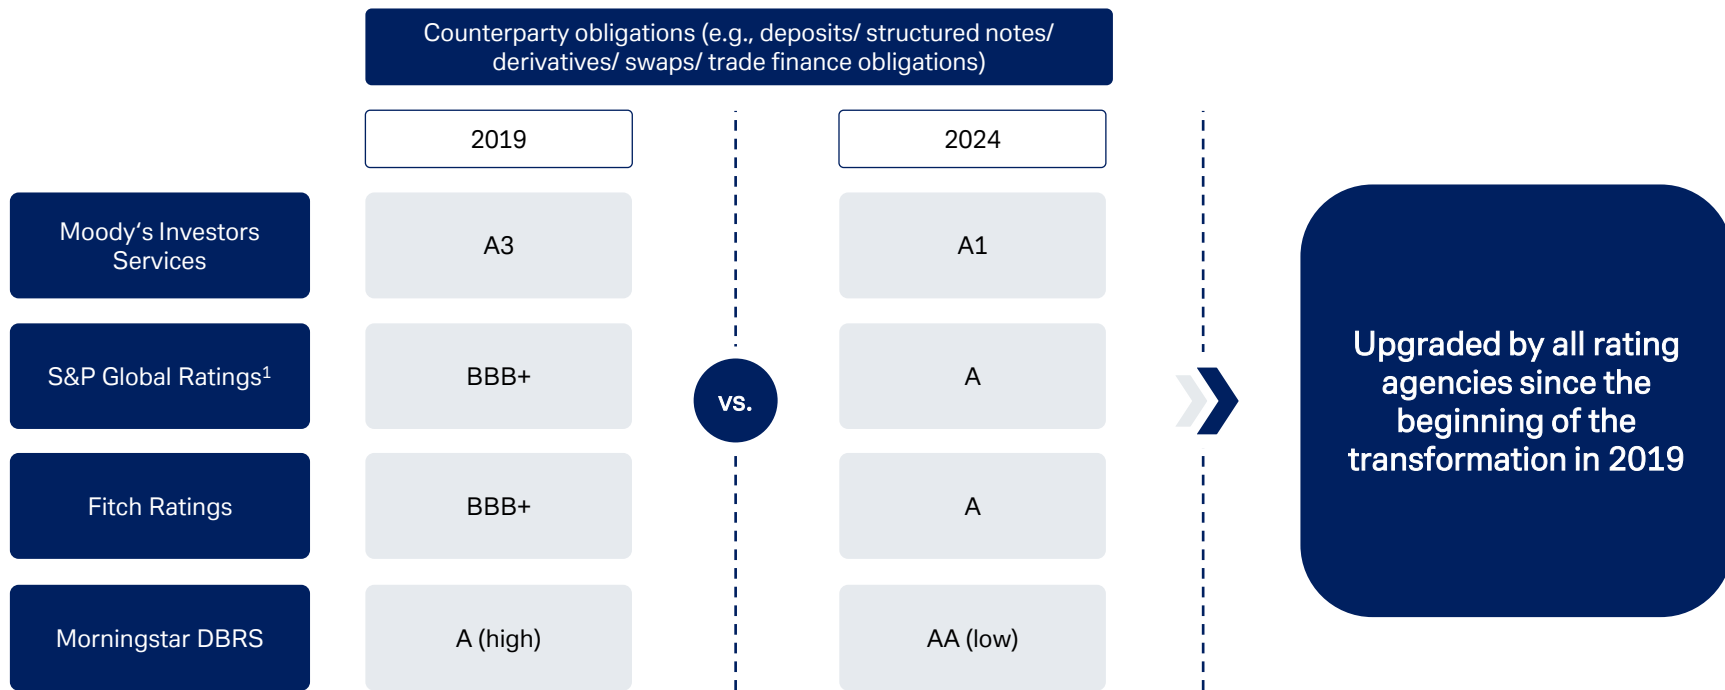 Counterparty obligations (e.g., deposits/ structured notes/
derivatives/ swaps/ trade finance obligations)
2019
2024
Moody‘s Investors
Services
A3
A1
S&P Global Ratings¹
BBB+
A
vs.
Fitch Ratings
BBB+
A
Morningstar DBRS
A (high)
AA (low)
Upgraded by all rating
agencies since the
beginning of the
transformation in 2019